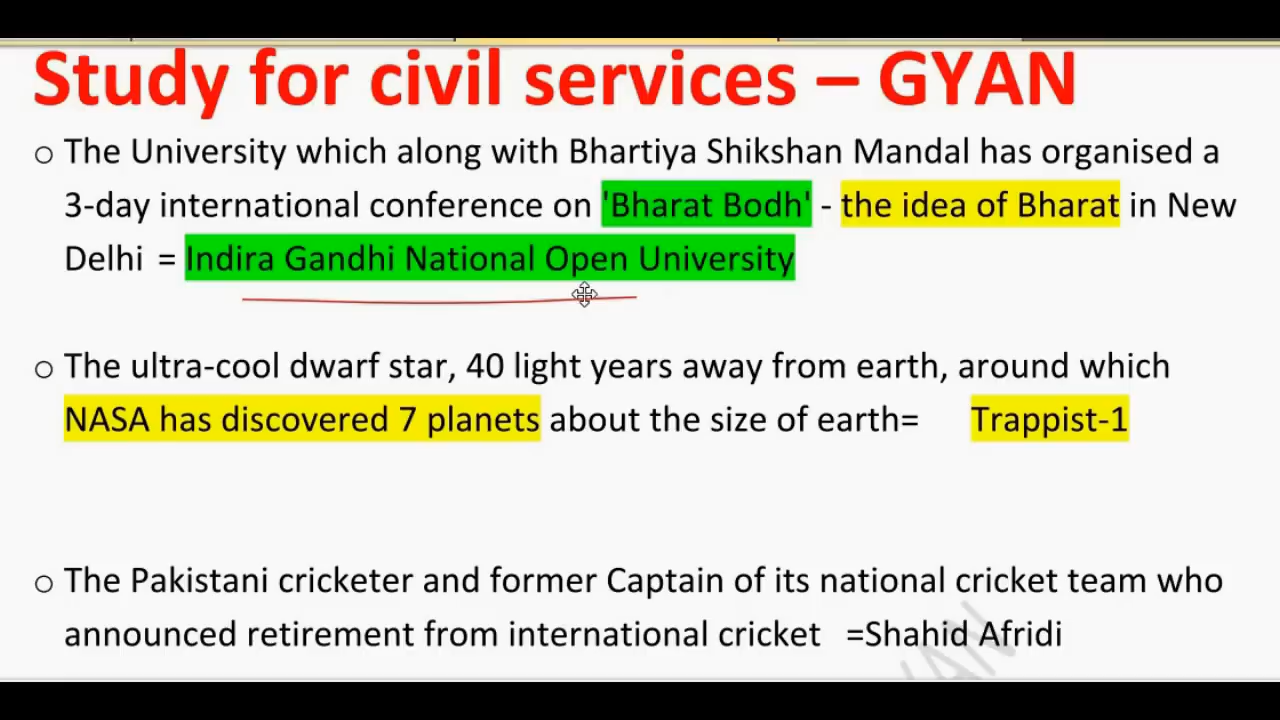 Study for civil services – GYAN
○ The University which along with Bhartiya Shikshan Mandal has organised a
3-day international conference on 'Bharat Bodh' - the idea of Bharat in New
Delhi = Indira Gandhi National Open University
○ The ultra-cool dwarf star, 40 light years away from earth, around which
NASA has discovered 7 planets about the size of earth= Trappist-1
○ The Pakistani cricketer and former Captain of its national cricket team who
announced retirement from international cricket =Shahid Afridi